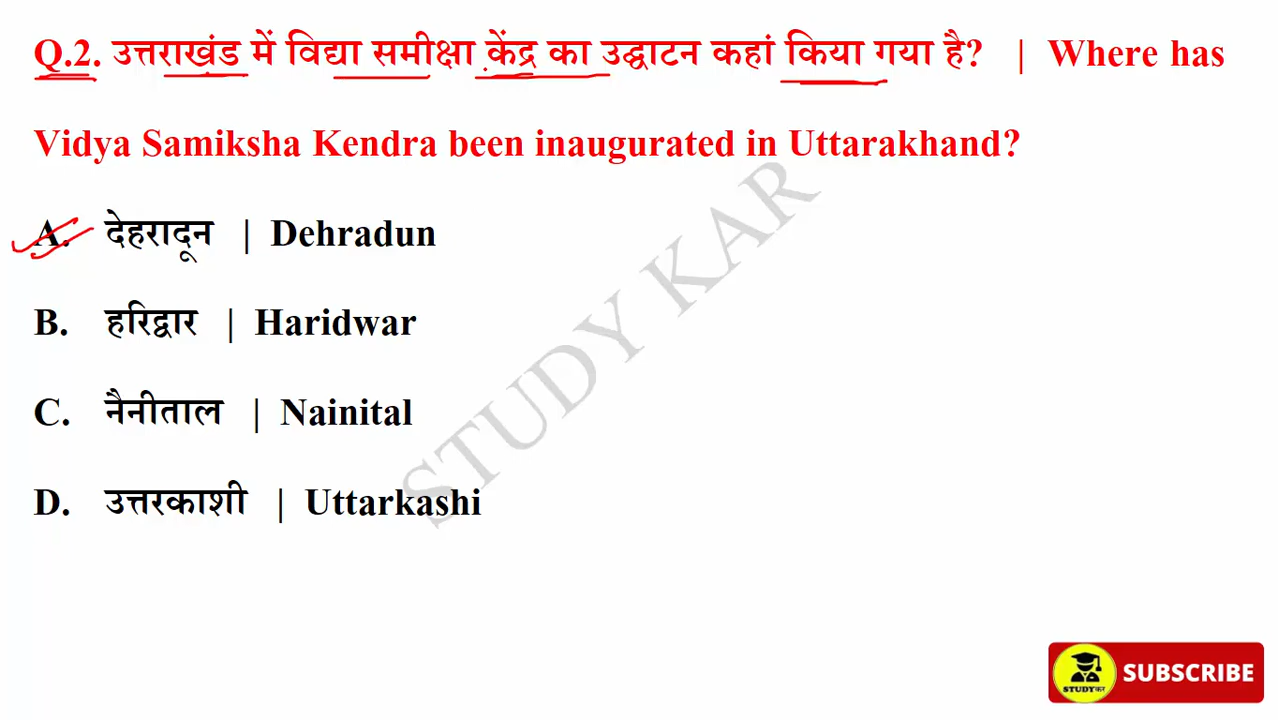 Q.2. उत्तराखंड में विद्या समीक्षा केंद्र का उद्घाटन कहां किया गया है? | Where has
Vidya Samiksha Kendra been inaugurated in Uttarakhand?
A. देहरादून | Dehradun
B. हरिद्वार | Haridwar
C. नैनीताल | Nainital
D. उत्तरकाशी | Uttarkashi
STUDY KAR
STUDYकर
SUBSCRIBE